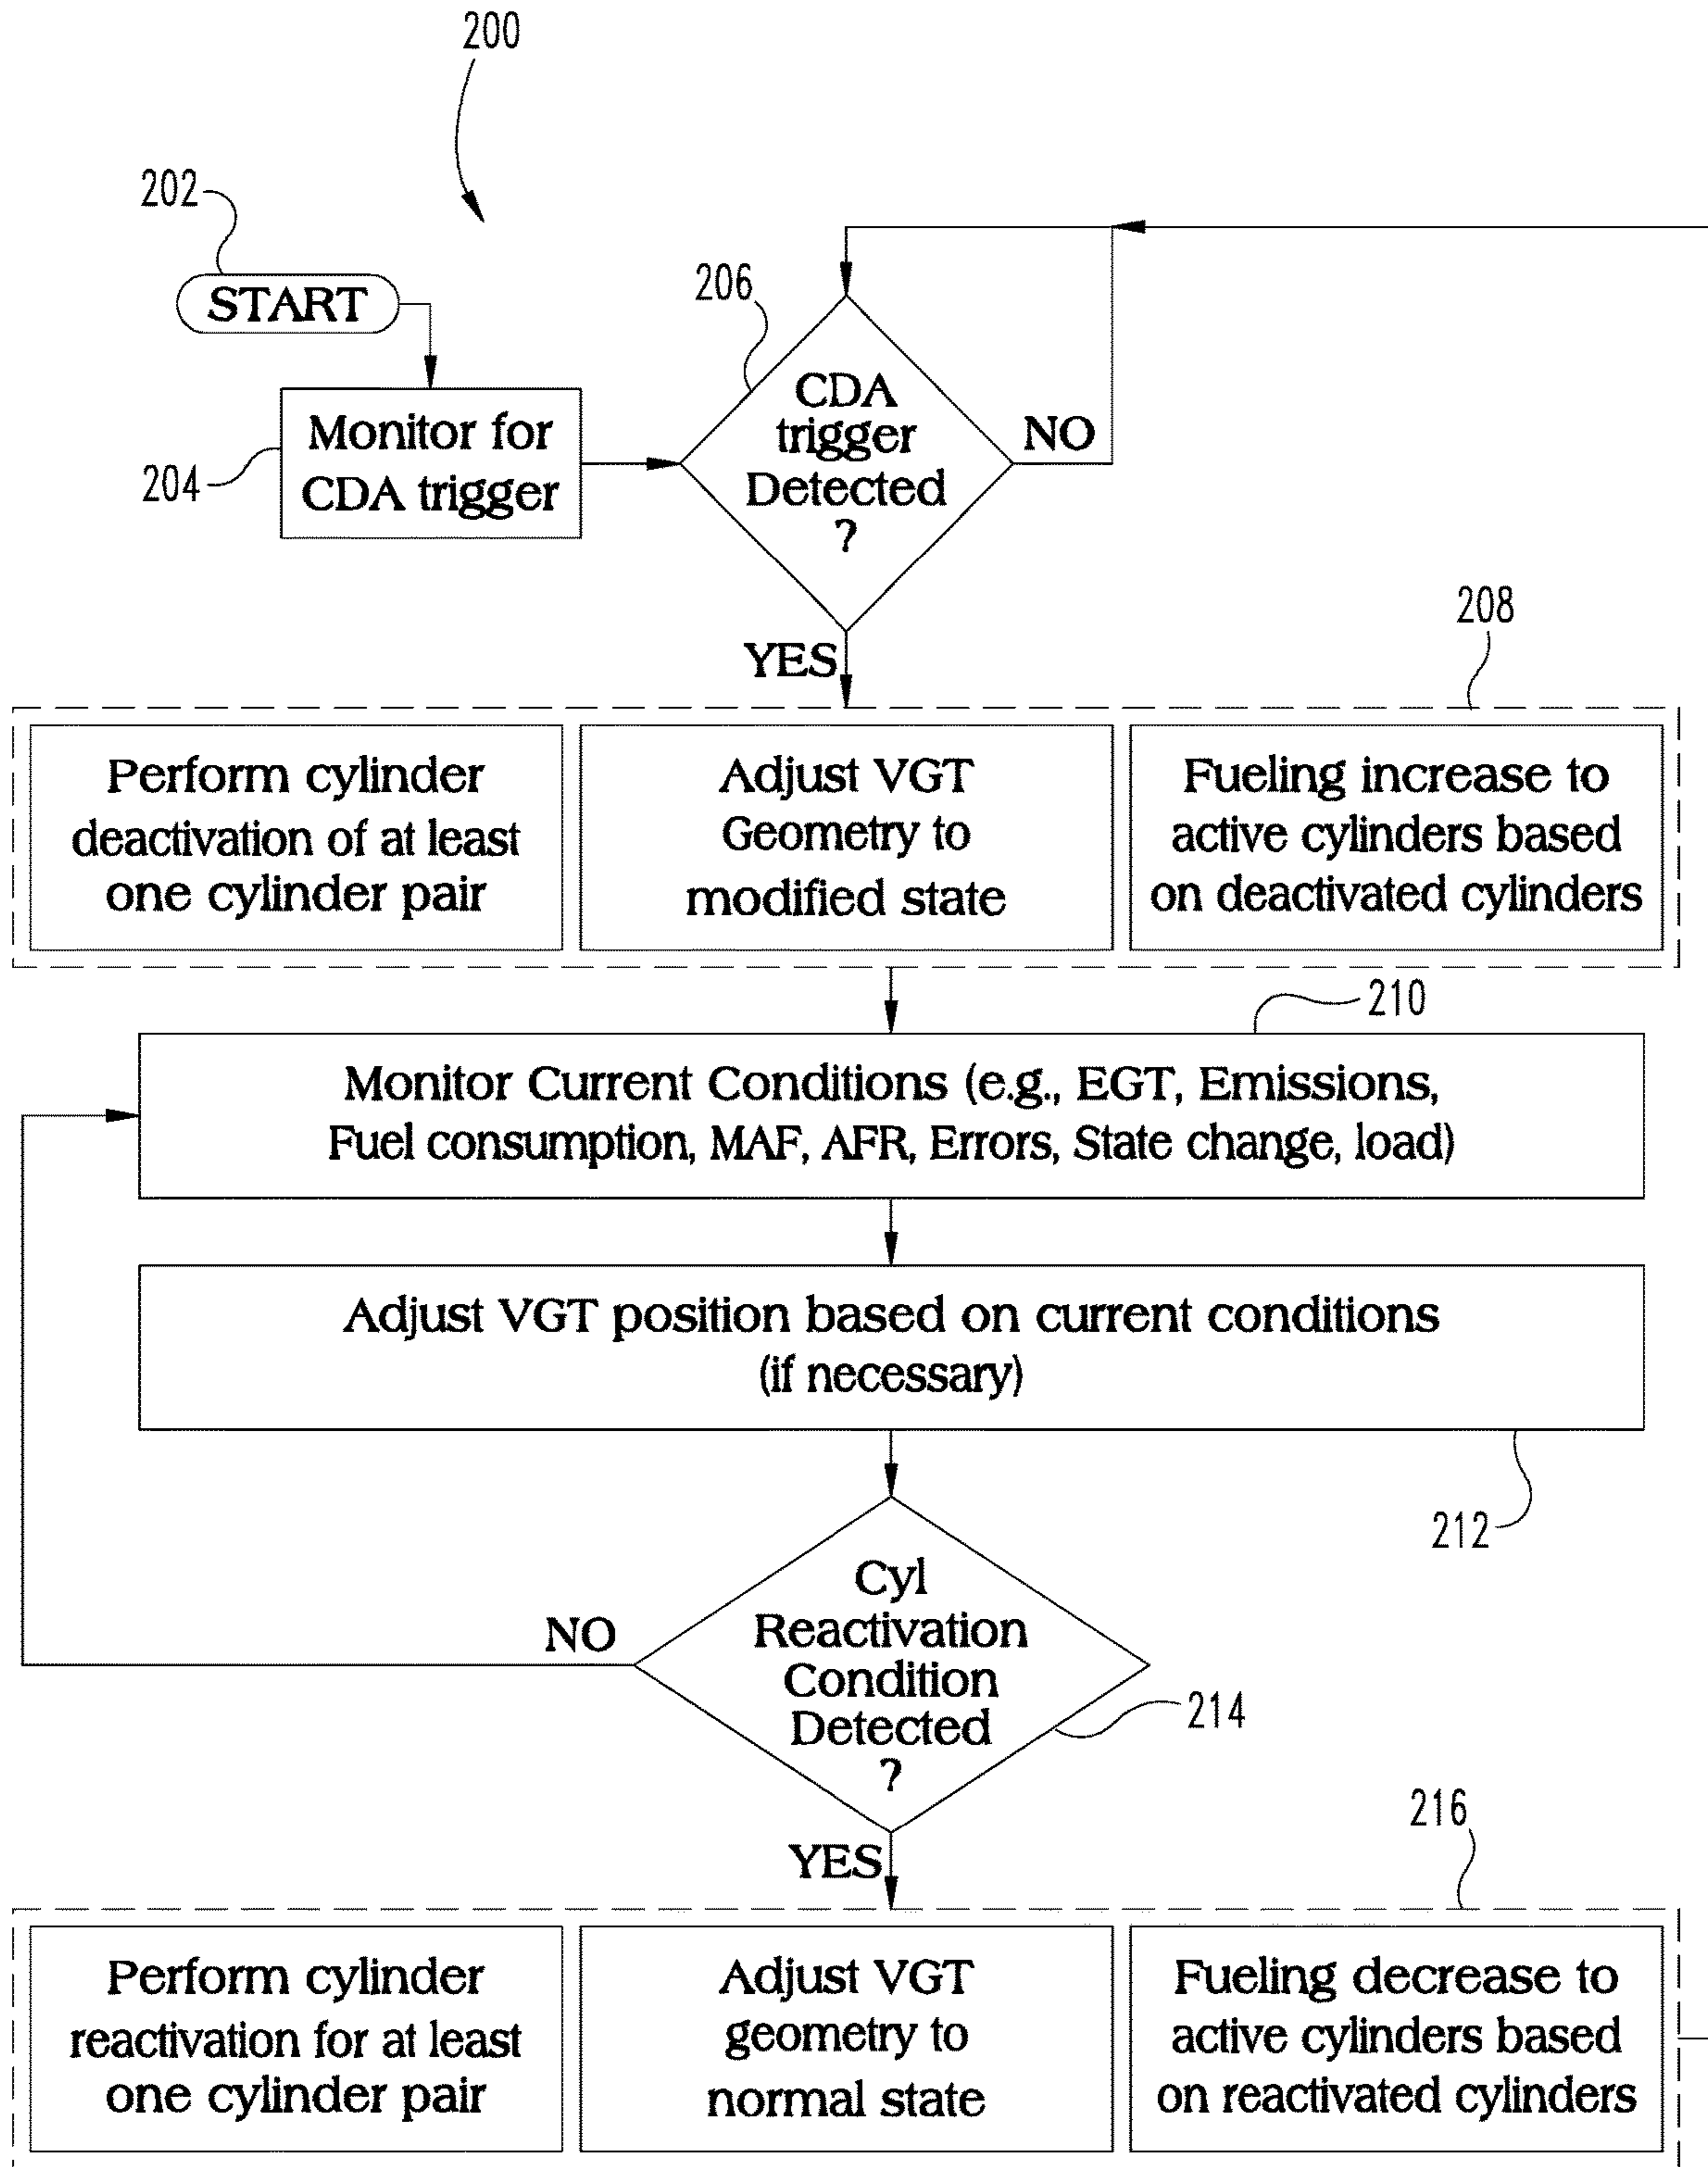 200
202
START
206
CDA
trigger
Detected
?
NO
Monitor for
CDA trigger
204
YES
208
Perform cylinder
deactivation of at least
one cylinder pair
Adjust VGT
Geometry to
modified state
Fueling increase to
active cylinders based
on deactivated cylinders
210
Monitor Current Conditions (e.g., EGT, Emissions,
Fuel consumption, MAF, AFR, Errors, State change, load)
Adjust VGT position based on current conditions
(if necessary)
212
Cyl
Reactivation
Condition
Detected
?
NO
214
YES
216
Perform cylinder
reactivation for at least
one cylinder pair
Adjust VGT
geometry to
normal state
Fueling decrease to
active cylinders based
on reactivated cylinders